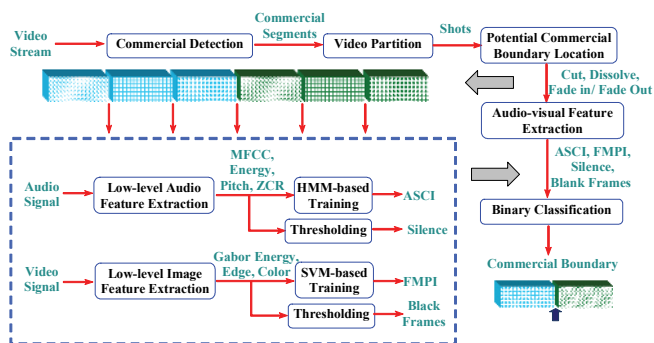 Video Stream
Commercial Detection
Commercial Segments
Video Partition
Shots
Potential Commercial
Boundary Location
Cut, Dissolve,
Fade in/ Fade Out
Audio-visual Feature
Extraction
ASCI, FMPI,
Silence,
Blank Frames
Binary Classification
Commercial Boundary
Audio
Signal
Low-level Audio
Feature Extraction
MFCC,
Energy,
Pitch, ZCR
HMM-based
Training
ASCI
Thresholding
Silence
Video
Signal
Low-level Image
Feature Extraction
Gabor Energy,
Edge, Color
SVM-based
Training
FMPI
Thresholding
Black
Frames